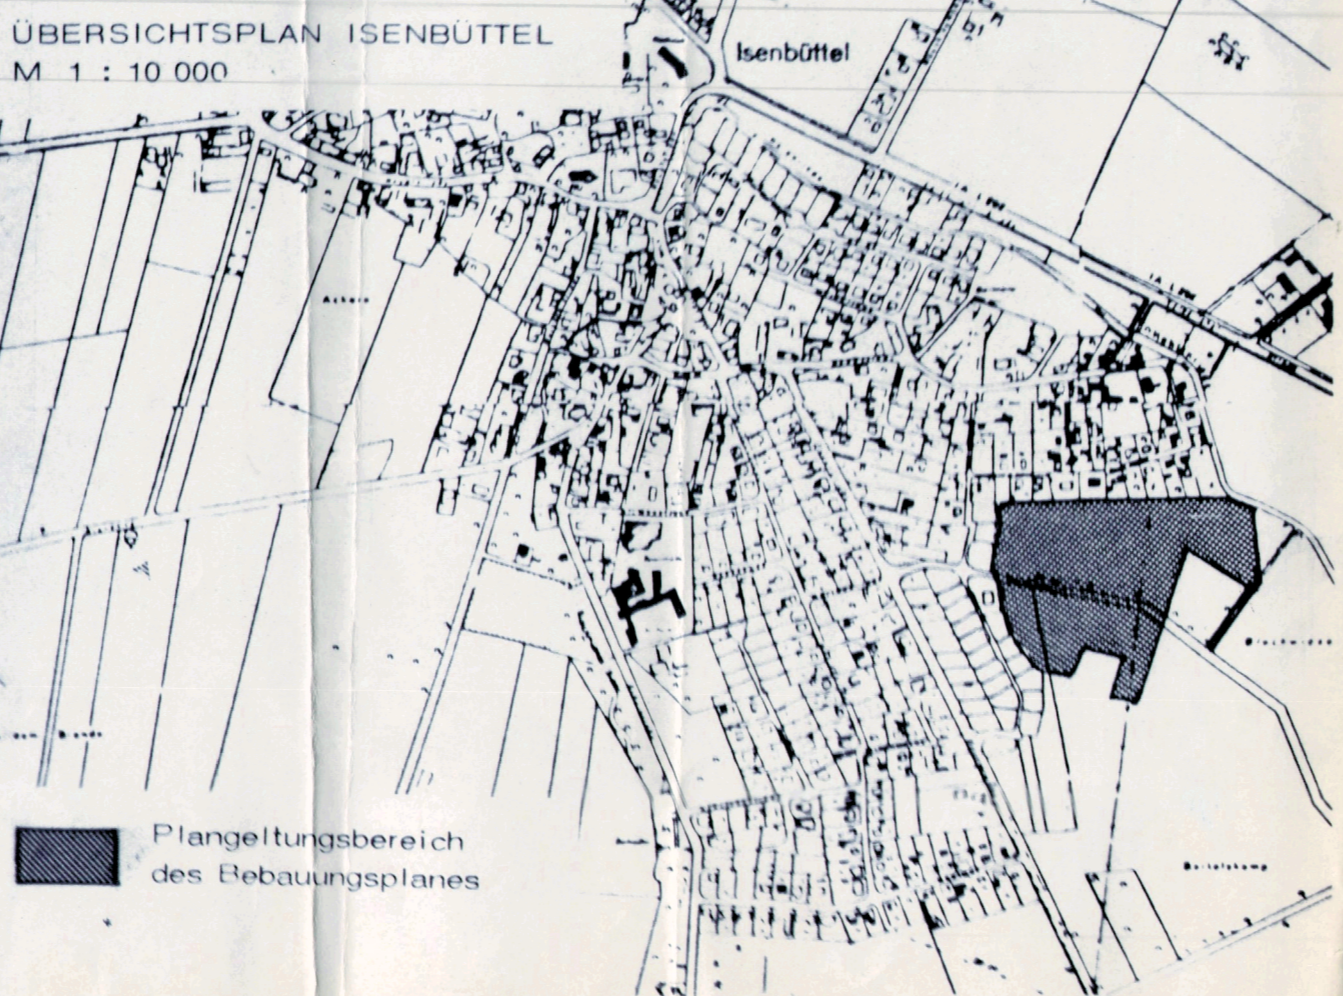 ÜBERSICHTSPLAN ISENBÜTTEL
M 1 : 10 000
Isenbüttel
Plangeltungsbereich
des Bebauungsplanes